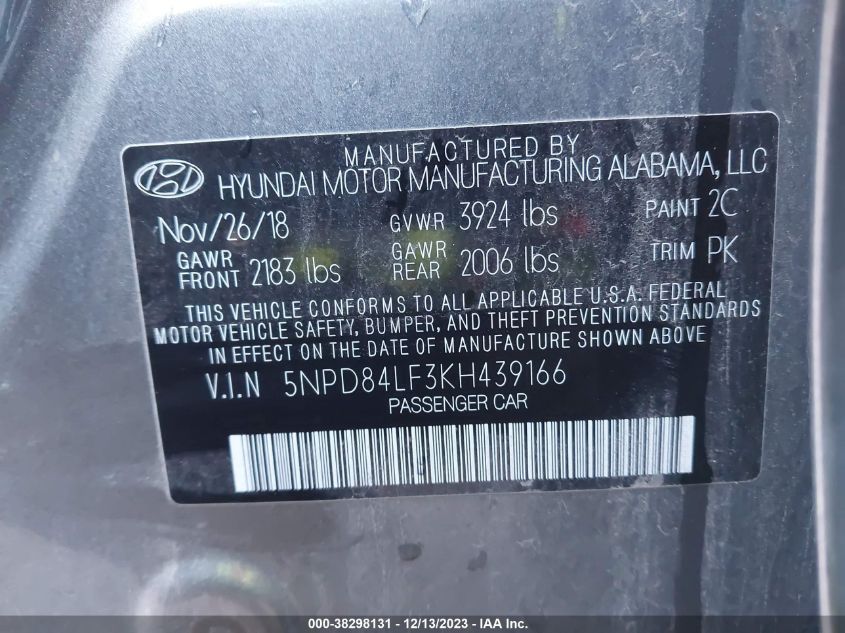 MANUFACTURED BY
HYUNDAI MOTOR MANUFACTURING ALABAMA, LLC
Nov/26/18 GVWR 3924 lbs PAINT 2C
GAWR FRONT 2183 lbs GAWR REAR 2006 lbs TRIM PK
THIS VEHICLE CONFORMS TO ALL APPLICABLE U.S.A. FEDERAL
MOTOR VEHICLE SAFETY, BUMPER, AND THEFT PREVENTION STANDARDS
IN EFFECT ON THE DATE OF MANUFACTURE SHOWN ABOVE.
V.I.N 5NPD84LF3KH439166
PASSENGER CAR
000-38298131 - 12/13/2023 - IAAI.COM